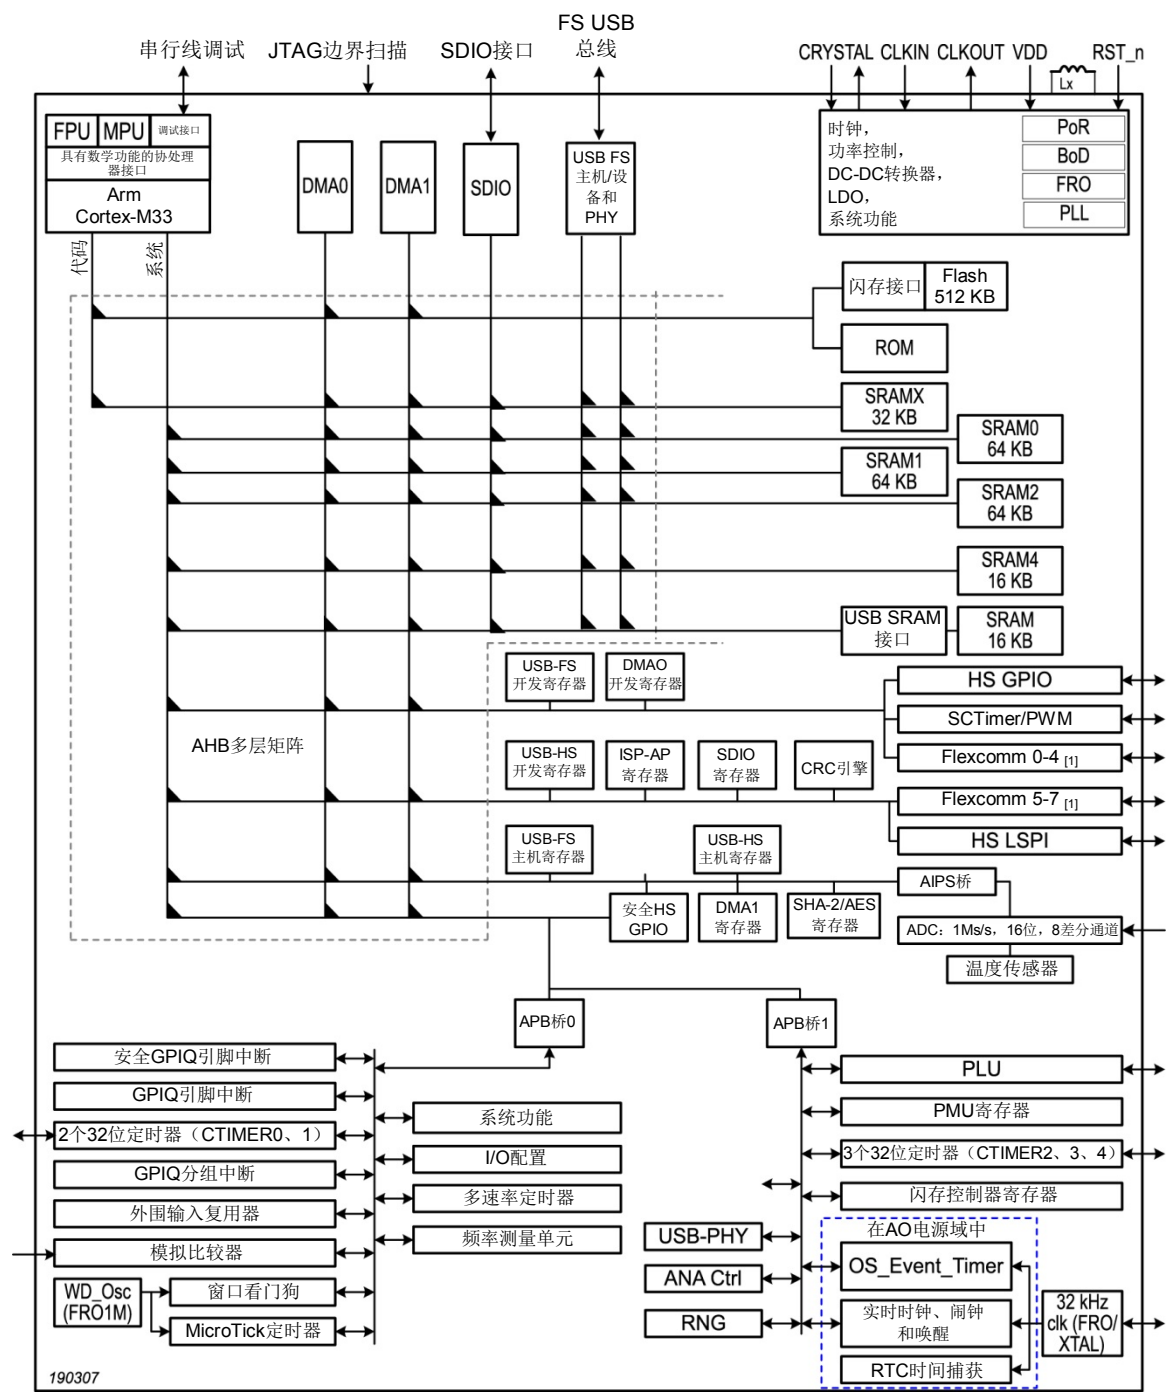 FS USB
总线
串行线调试
JTAG边界扫描
SDIO接口
CRYSTAL
CLKIN
CLKOUT
VDD
RST_n
Lx
FPU
MPU
调试接口
具有数学功能的协处理
器接口
Arm
Cortex-M33
代码
系统
DMA0
DMA1
SDIO
USB FS
主机/设
备和
PHY
时钟，
功率控制，
DC-DC转换器，
LDO，
系统功能
PoR
BoD
FRO
PLL
闪存接口
Flash
512 KB
ROM
SRAMX
32 KB
SRAM0
64 KB
SRAM1
64 KB
SRAM2
64 KB
SRAM4
16 KB
USB SRAM
接口
SRAM
16 KB
USB-FS
开发寄存器
DMAO
开发寄存器
HS GPIO
SCTimer/PWM
Flexcomm 0-4 [1]
AHB多层矩阵
USB-HS
开发寄存器
ISP-AP
寄存器
SDIO
寄存器
CRC引擎
Flexcomm 5-7 [1]
HS LSPI
USB-FS
主机寄存器
USB-HS
主机寄存器
AIPS桥
安全HS
GPIO
DMA1
寄存器
SHA-2/AES
寄存器
ADC：1Ms/s，16位，8差分通道
温度传感器
APB桥0
APB桥1
安全GPIQ引脚中断
GPIQ引脚中断
2个32位定时器（CTIMER0、1）
GPIQ分组中断
外围输入复用器
模拟比较器
WD_Osc
(FRO1M)
窗口看门狗
MicroTick定时器
系统功能
I/O配置
多速率定时器
频率测量单元
PLU
PMU寄存器
3个32位定时器（CTIMER2、3、4）
闪存控制器寄存器
USB-PHY
ANA Ctrl
RNG
在AO电源域中
OS_Event_Timer
实时时钟、闹钟
和唤醒
RTC时间捕获
32 kHz
clk (FRO/
XTAL)
190307